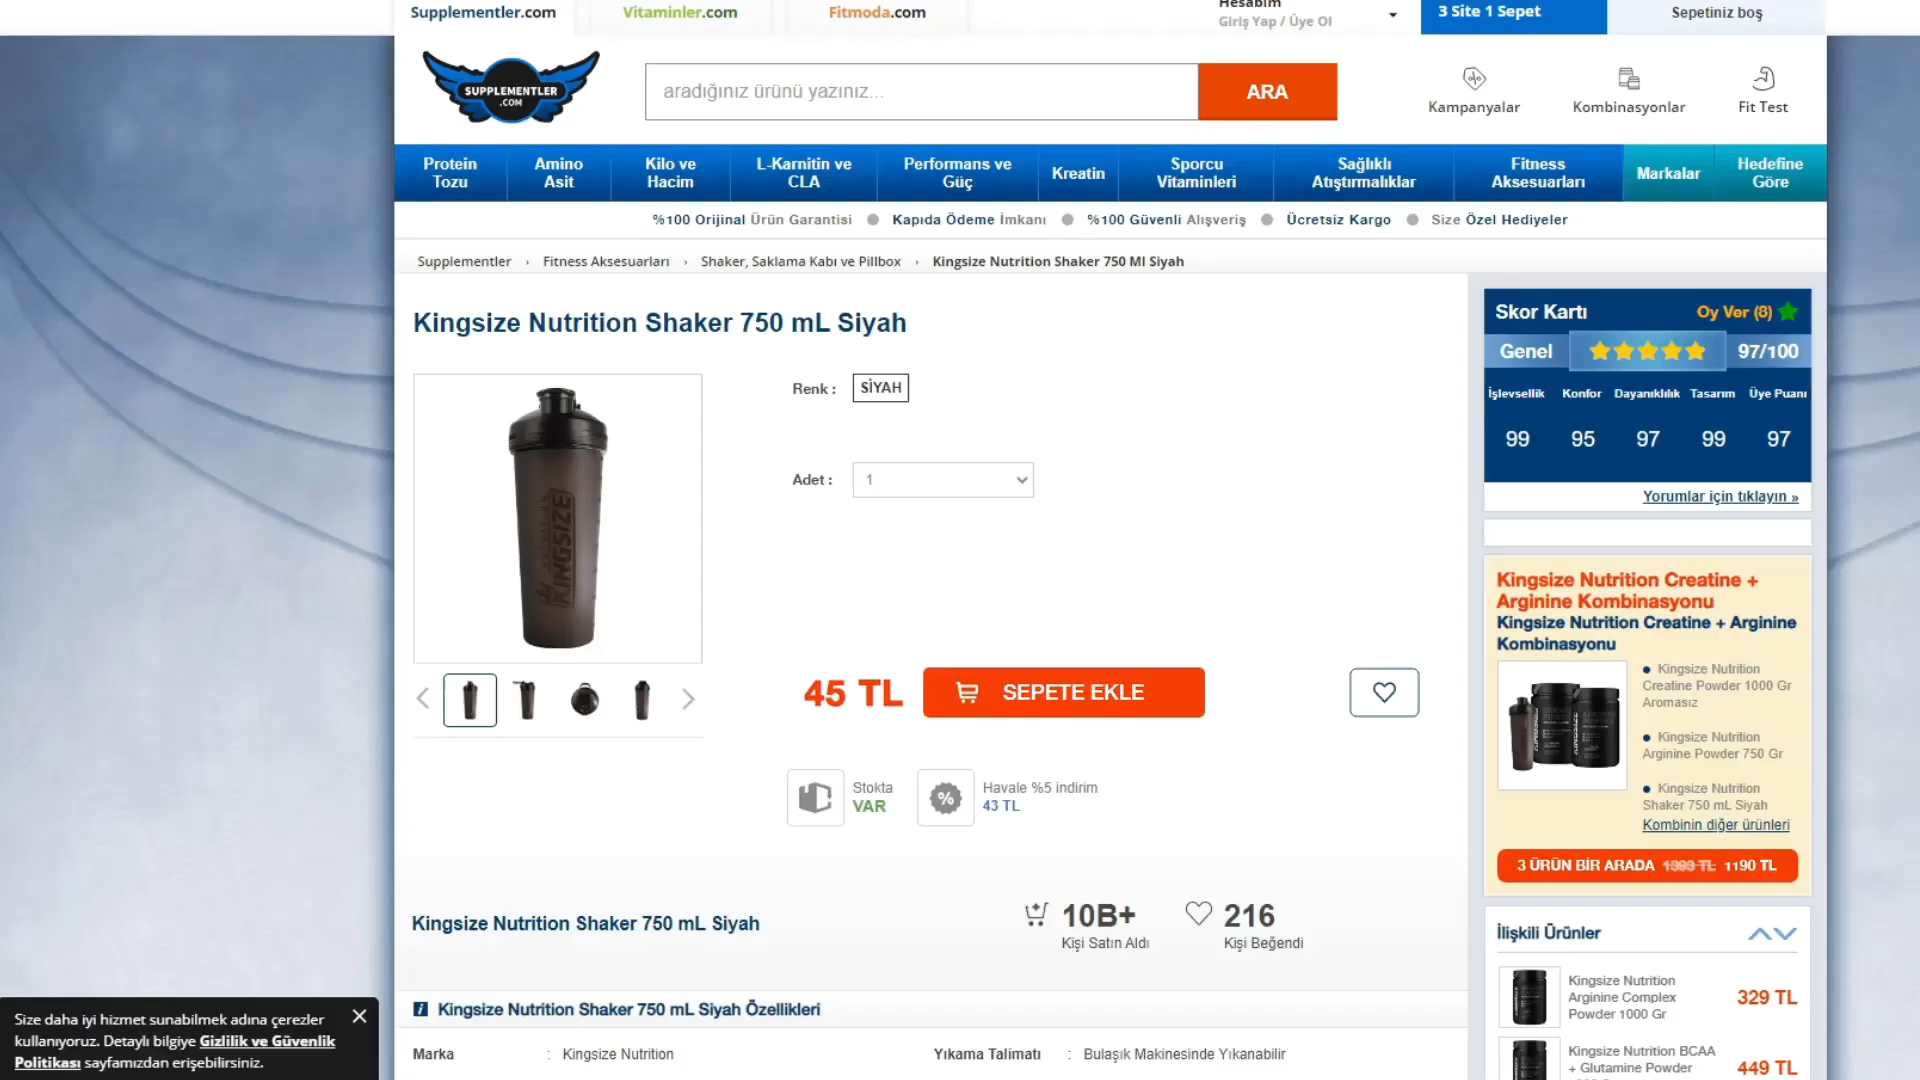 Supplementler.com
Vitaminler.com
Fitmoda.com
Hesabım
Giriş Yap / Üye Ol
3 Site 1 Sepet
Sepetiniz boş
SUPPLEMENTLER
.COM
aradığınız ürünü yazınız...
ARA
Kampanyalar
Kombinasyonlar
Fit Test
Protein
Tozu
Amino
Asit
Kilo ve
Hacim
L-Karnitin ve
CLA
Performans ve
Güç
Kreatin
Sporcu
Vitaminleri
Sağlıklı
Atıştırmalıklar
Fitness
Aksesuarları
Markalar
Hedefine
Göre
%100 Orijinal Ürün Garantisi
Kapıda Ödeme İmkanı
%100 Güvenli Alışveriş
Ücretsiz Kargo
Size Özel Hediyeler
Supplementler › Fitness Aksesuarları › Shaker, Saklama Kabı ve Pillbox › Kingsize Nutrition Shaker 750 Ml Siyah
Kingsize Nutrition Shaker 750 mL Siyah
KINGSIZE
Renk :
SİYAH
Adet :
1
45 TL
SEPETE EKLE
Stokta
VAR
%
Havale %5 indirim
43 TL
Kingsize Nutrition Shaker 750 mL Siyah
10B+
Kişi Satın Aldı
216
Kişi Beğendi
Kingsize Nutrition Shaker 750 mL Siyah Özellikleri
Marka : Kingsize Nutrition
Yıkama Talimatı : Bulaşık Makinesinde Yıkanabilir
Skor Kartı
Oy Ver (8)
Genel
97/100
İşlevsellik Konfor Dayanıklılık Tasarım Üye Puanı
99 95 97 99 97
Yorumlar için tıklayın »
Kingsize Nutrition Creatine +
Arginine Kombinasyonu
Kingsize Nutrition Creatine + Arginine
Kombinasyonu
Kingsize Nutrition
Creatine Powder 1000 Gr
Aromasız
Kingsize Nutrition
Arginine Powder 750 Gr
Kingsize Nutrition
Shaker 750 mL Siyah
Kombinin diğer ürünleri
3 ÜRÜN BİR ARADA 1393 TL 1190 TL
İlişkili Ürünler
Kingsize Nutrition
Arginine Complex
Powder 1000 Gr
329 TL
Kingsize Nutrition BCAA
+ Glutamine Powder
449 TL
Size daha iyi hizmet sunabilmek adına çerezler
kullanıyoruz. Detaylı bilgiye Gizlilik ve Güvenlik
Politikası sayfamızdan erişebilirsiniz.